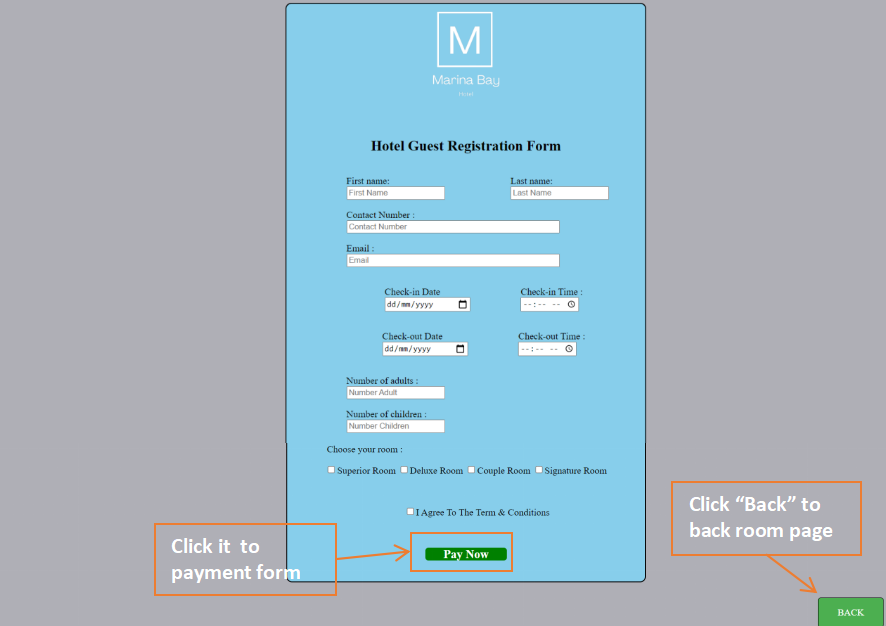 M
Marina Bay
Hotel Guest Registration Form
First name: Last name:
First Name Last Name
Contact Number :
Contact Number
Email :
Email
Check-in Date Check-in Time :
dd/mm/yyyy --:-- --
Check-out Date Check-out Time :
dd/mm/yyyy --:-- --
Number of adults :
Number Adult
Number of children :
Number Children
Choose your room :
Superior Room Deluxe Room Couple Room Signature Room
I Agree To The Term & Conditions
Click "Back" to
back room page
Click it to
payment form
Pay Now
BACK